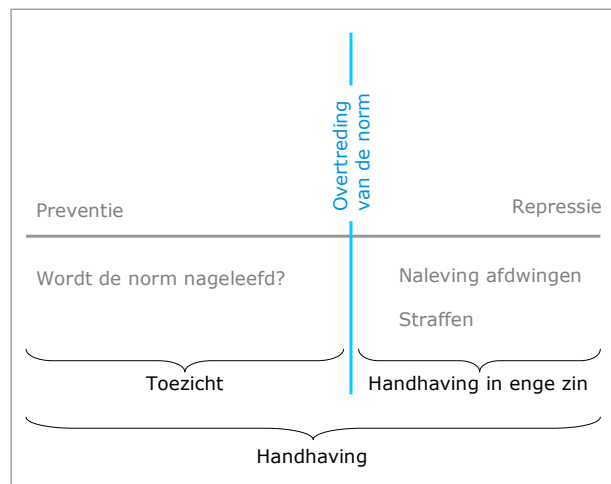 Overtreding
van de norm
Preventie
Repressie
Wordt de norm nageleefd?
Naleving afdwingen
Straffen
Toezicht
Handhaving in enge zin
Handhaving